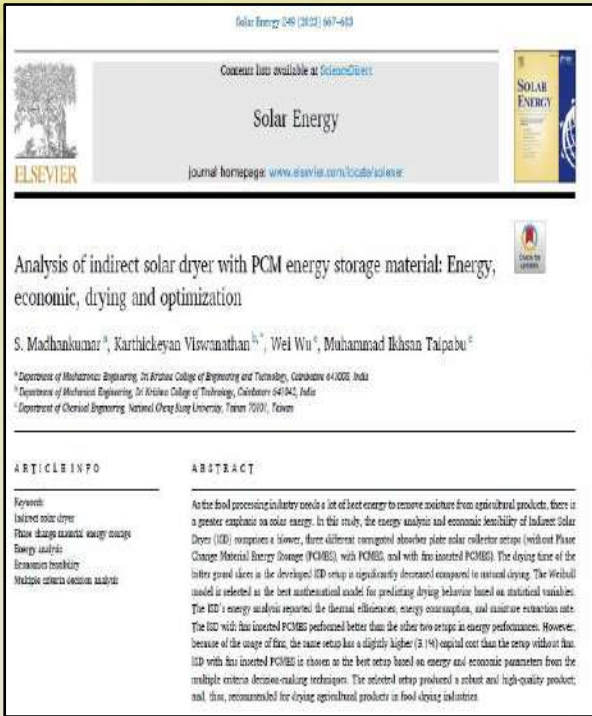 Solar Energy 249 (2023) 667–683
Contents lists available at ScienceDirect
Solar Energy
journal homepage: www.elsevier.com/locate/solener
ELSEVIER
SOLAR
ENERGY
Check for
updates
Analysis of indirect solar dryer with PCM energy storage material: Energy,
economic, drying and optimization
S. Madhankumar a, Karthickeyan Viswanathan b,*, Wei Wu c, Muhammad Ikhsan Taipabu c
a Department of Mechatronics Engineering, Sri Krishna College of Engineering and Technology, Coimbatore 641008, India
b Department of Mechanical Engineering, Sri Krishna College of Technology, Coimbatore 641042, India
c Department of Chemical Engineering, National Cheng Kung University, Tainan 70101, Taiwan
ARTICLE INFO
Keywords:
Indirect solar dryer
Phase change material energy storage
Energy analysis
Economics feasibility
Multiple criteria decision analysis
ABSTRACT
As the food processing industry needs a lot of heat energy to remove moisture from agricultural products, there is
a greater emphasis on solar energy. In this study, the energy analysis and economic feasibility of Indirect Solar
Dryer (ISD) comprises a blower, three different corrugated absorber plate solar collector setups (without Phase
Change Material Energy Storage (PCMES), with PCMES, and with fins inserted PCMES). The drying time of the
bitter gourd slices in the developed ISD setup is significantly decreased compared to natural drying. The Weibull
model is selected as the best mathematical model for predicting drying behavior based on statistical variables.
The ISD's energy analysis reported the thermal efficiencies, energy consumption, and moisture extraction rate.
The ISD with fins inserted PCMES performed better than the other two setups in energy performances. However,
because of the usage of fins, the same setup has a slightly higher (3.1%) capital cost than the setup without fins.
ISD with fins inserted PCMES is chosen as the best setup based on energy and economic parameters from the
multiple criteria decision-making techniques. The selected setup produced a robust and high-quality product;
and, thus, recommended for drying agricultural products in food drying industries.